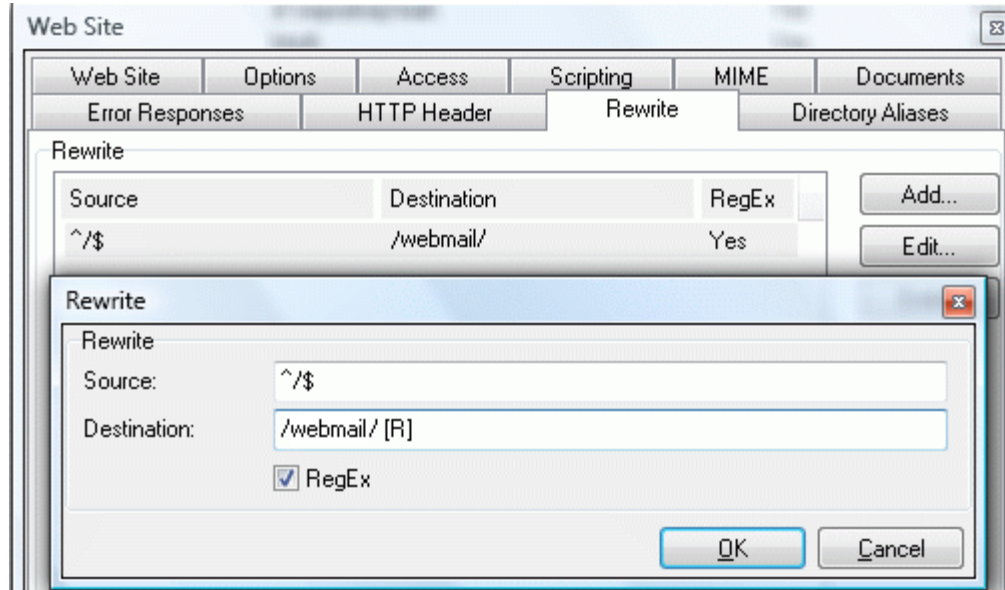 Web Site
Web Site Options Access Scripting MIME Documents
Error Responses HTTP Header Rewrite Directory Aliases
Rewrite
Source Destination RegEx Add...
^/$ /webmail/ Yes Edit...
Rewrite
Rewrite
Source: ^/$
Destination: /webmail/ [R]
RegEx
OK Cancel